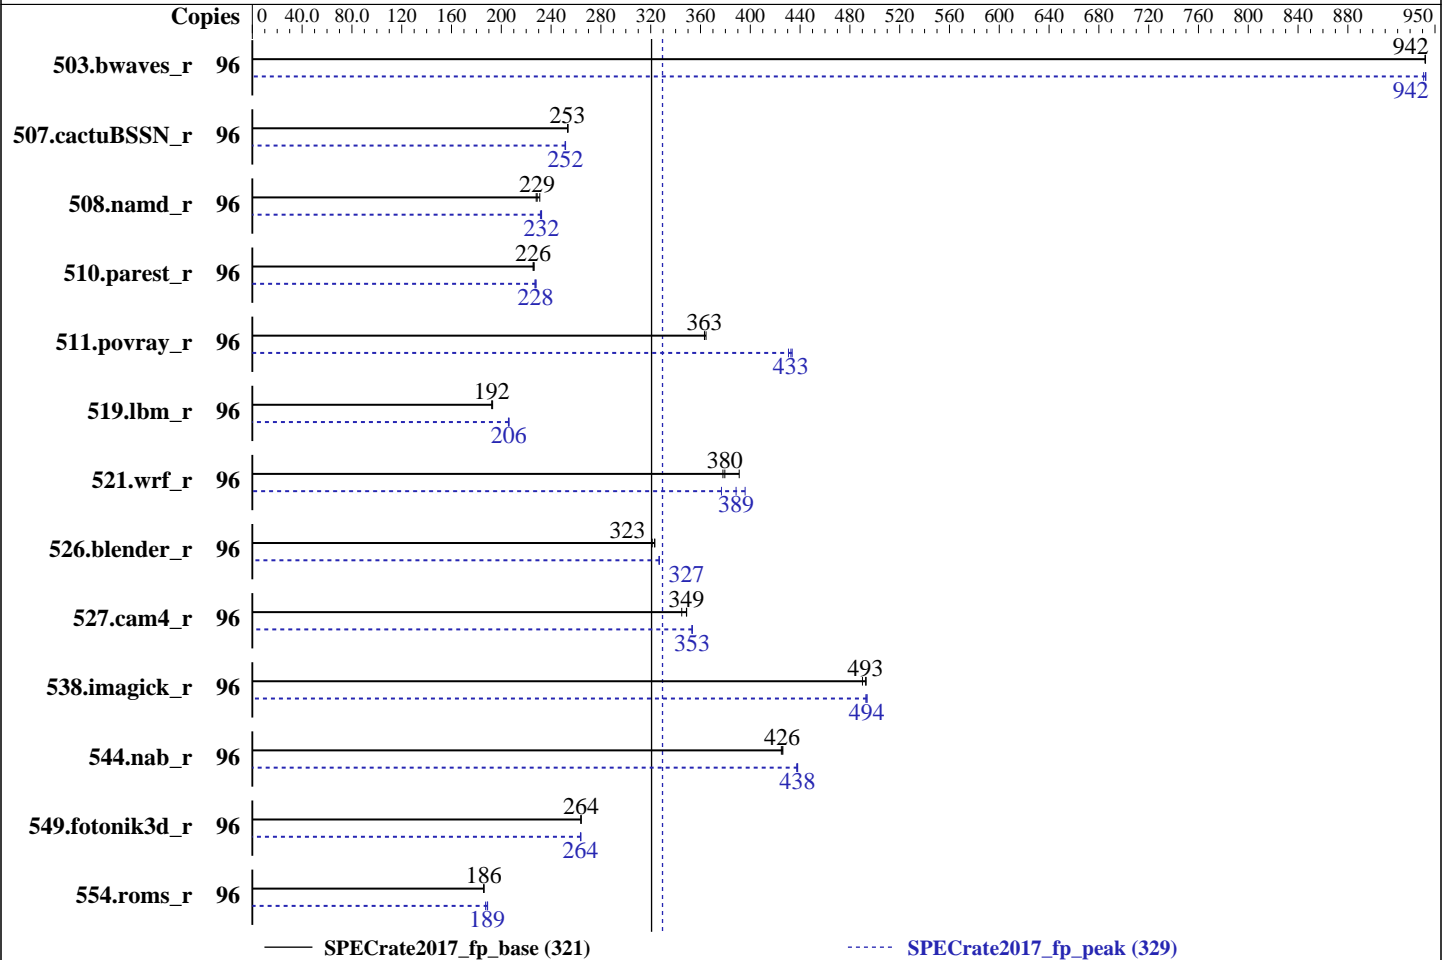 Copies 0 40.0 80.0 120 160 200 240 280 320 360 400 440 480 520 560 600 640 680 720 760 800 840 880 950
942
503.bwaves_r 96
942
253
507.cactuBSSN_r 96
252
229
508.namd_r 96
232
226
510.parest_r 96
228
363
511.povray_r 96
433
192
519.lbm_r 96
206
380
521.wrf_r 96
389
323
526.blender_r 96
327
349
527.cam4_r 96
353
493
538.imagick_r 96
494
426
544.nab_r 96
438
264
549.fotonik3d_r 96
264
186
554.roms_r 96
189
SPECrate2017_fp_base (321) SPECrate2017_fp_peak (329)